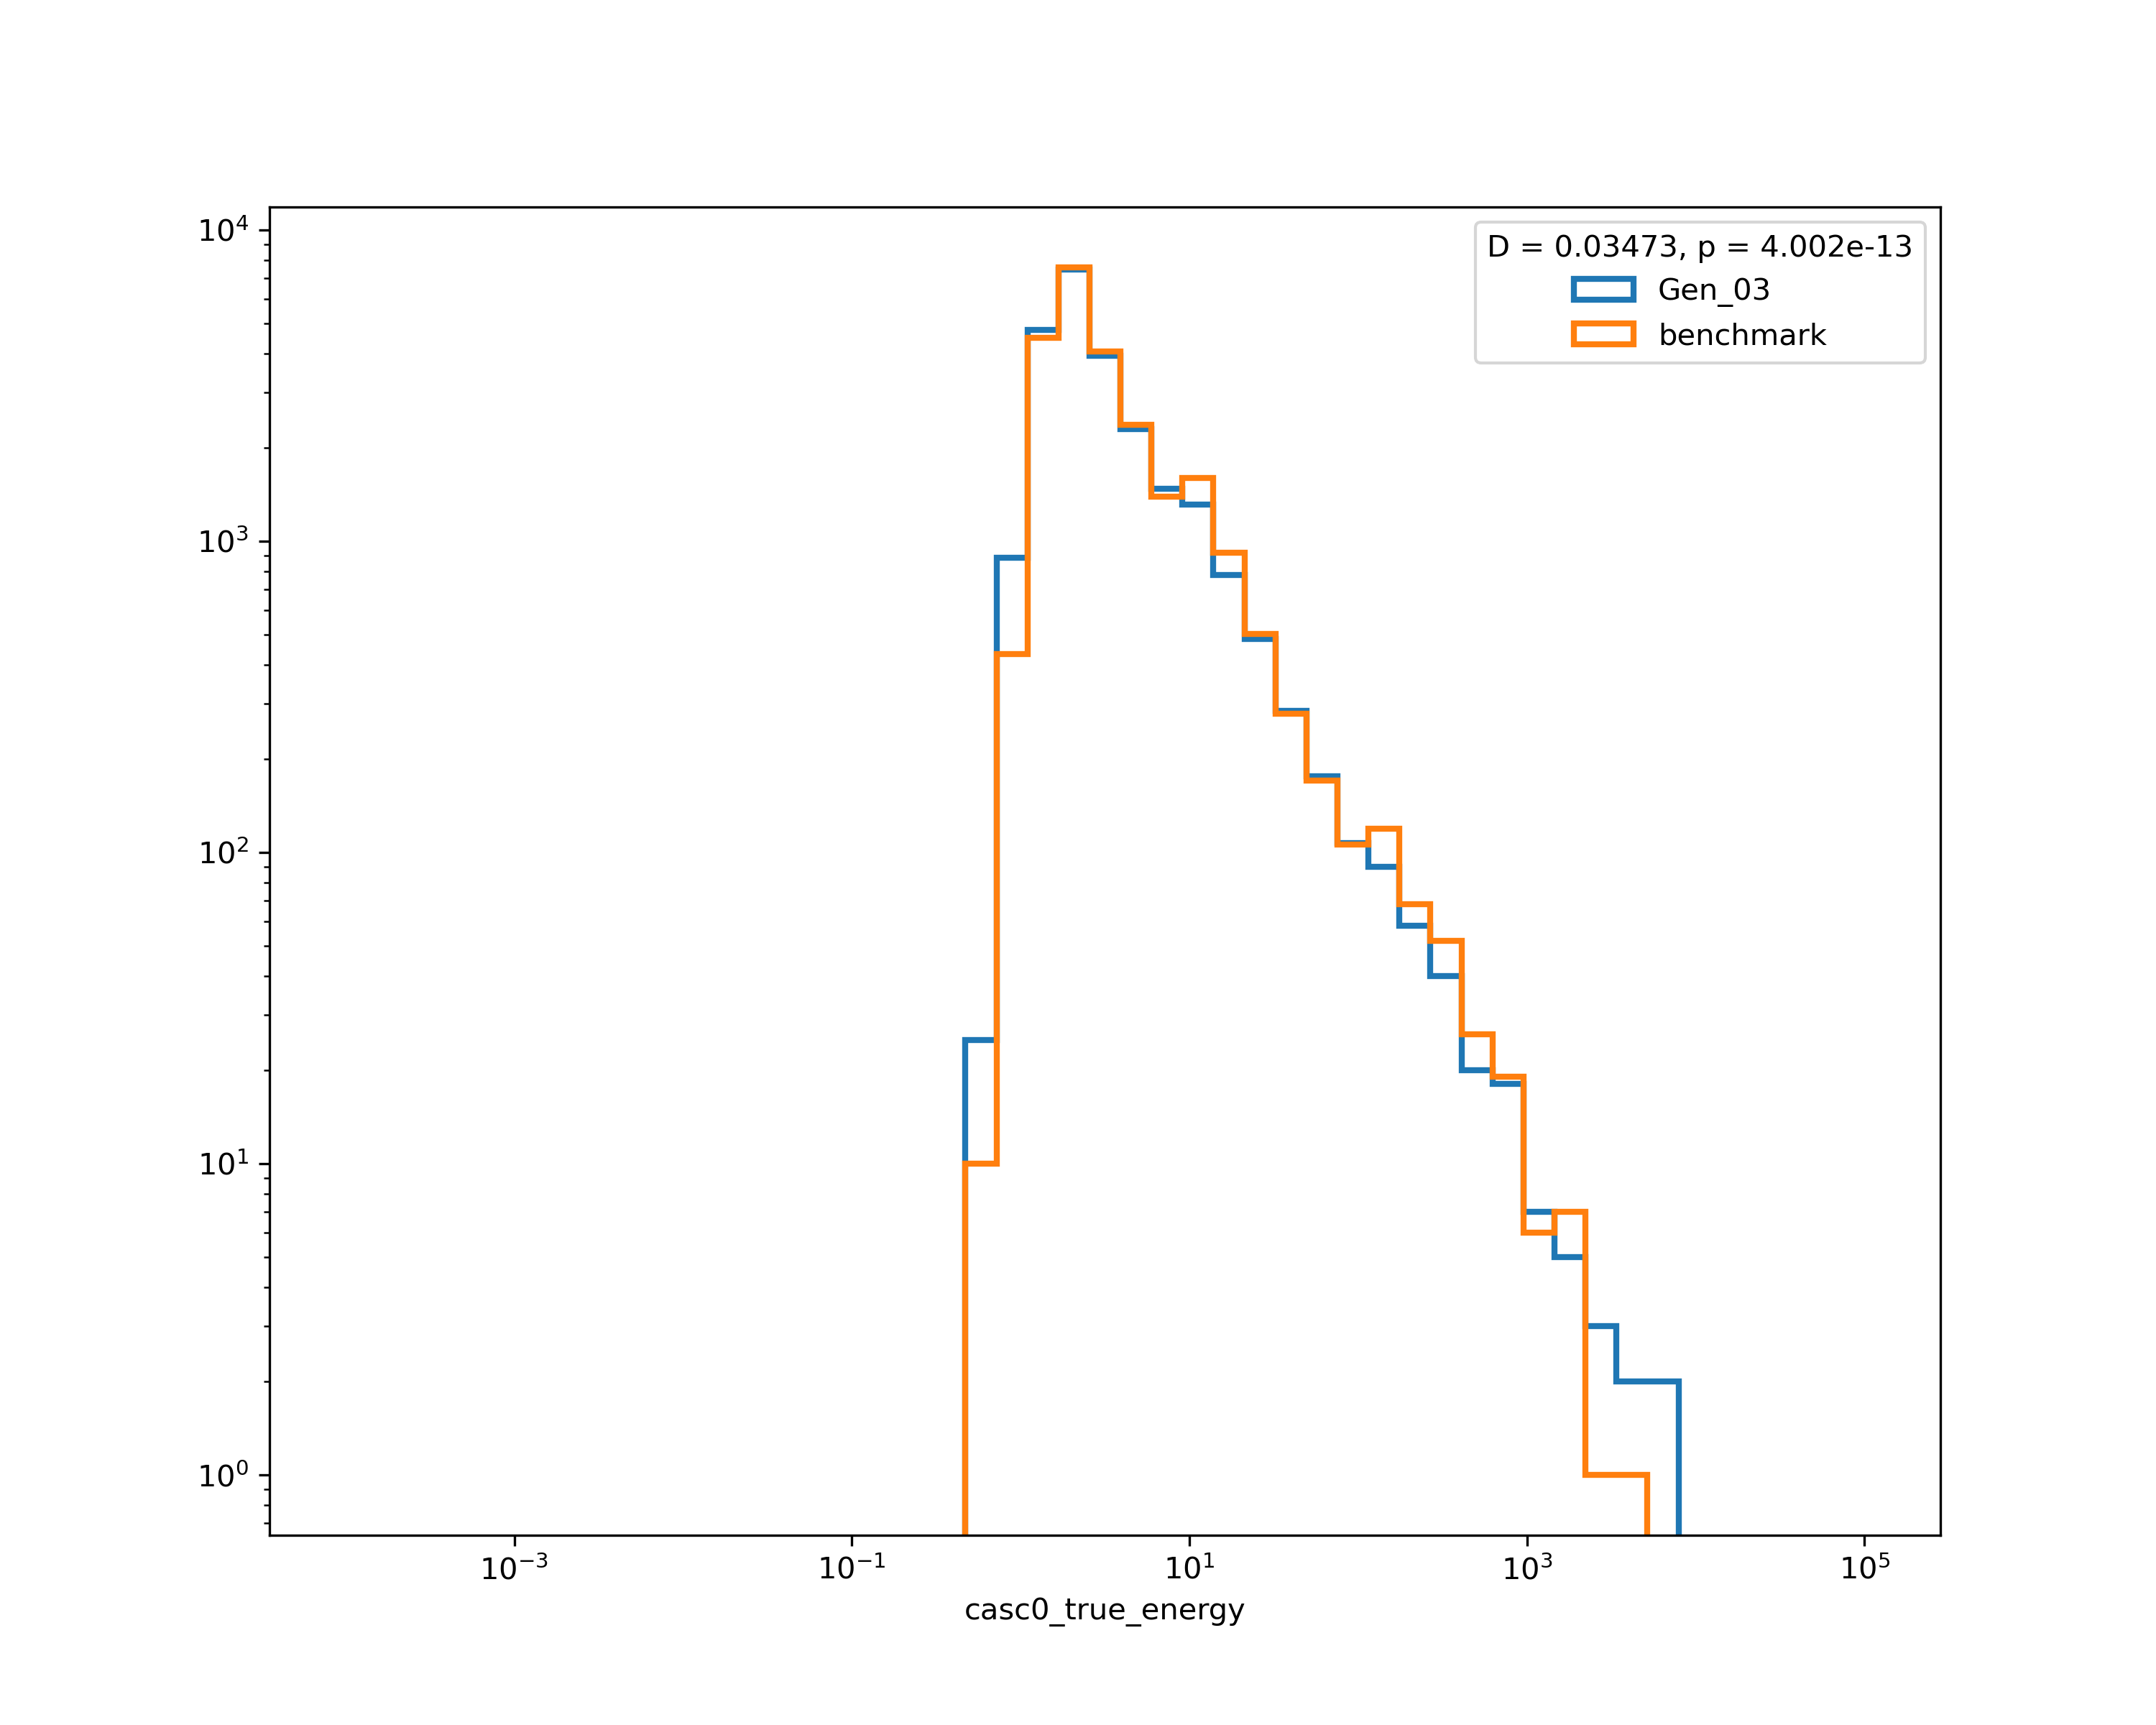 D = 0.03473, p = 4.002e-13
Gen_03
benchmark
10⁴
10³
10²
10¹
10⁰
10⁻³ 10⁻¹ 10¹ 10³ 10⁵
casc0_true_energy